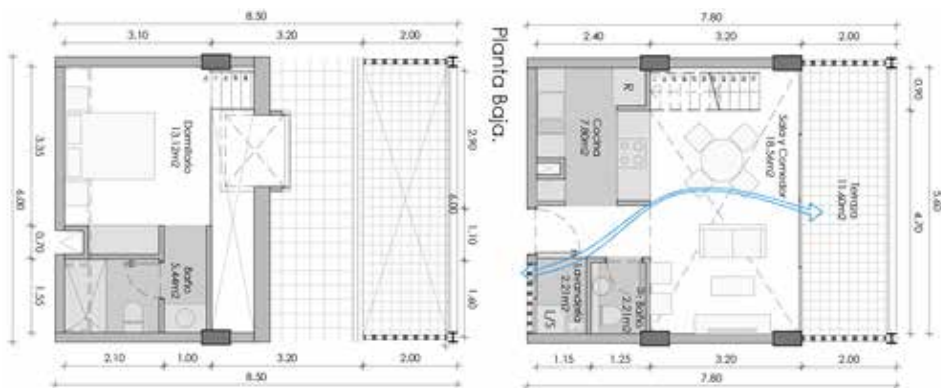 8.50
3.10
3.20
2.00
6.00
3.35
0.70
1.55
Dormitorio
13.12m2
Baño
5.44m2
2.90
6.00
1.10
1.60
2.10
1.00
3.20
2.00
8.50
Planta Baja.
7.80
2.40
3.20
2.00
R
Cocina
7.80m2
Sala y Comedor
18.56m2
Terraza
11.60m2
0.90
5.60
4.70
Lavandería
2.21m2
L/S
Baño
2.21m2
1.15
1.25
3.20
2.00
7.80